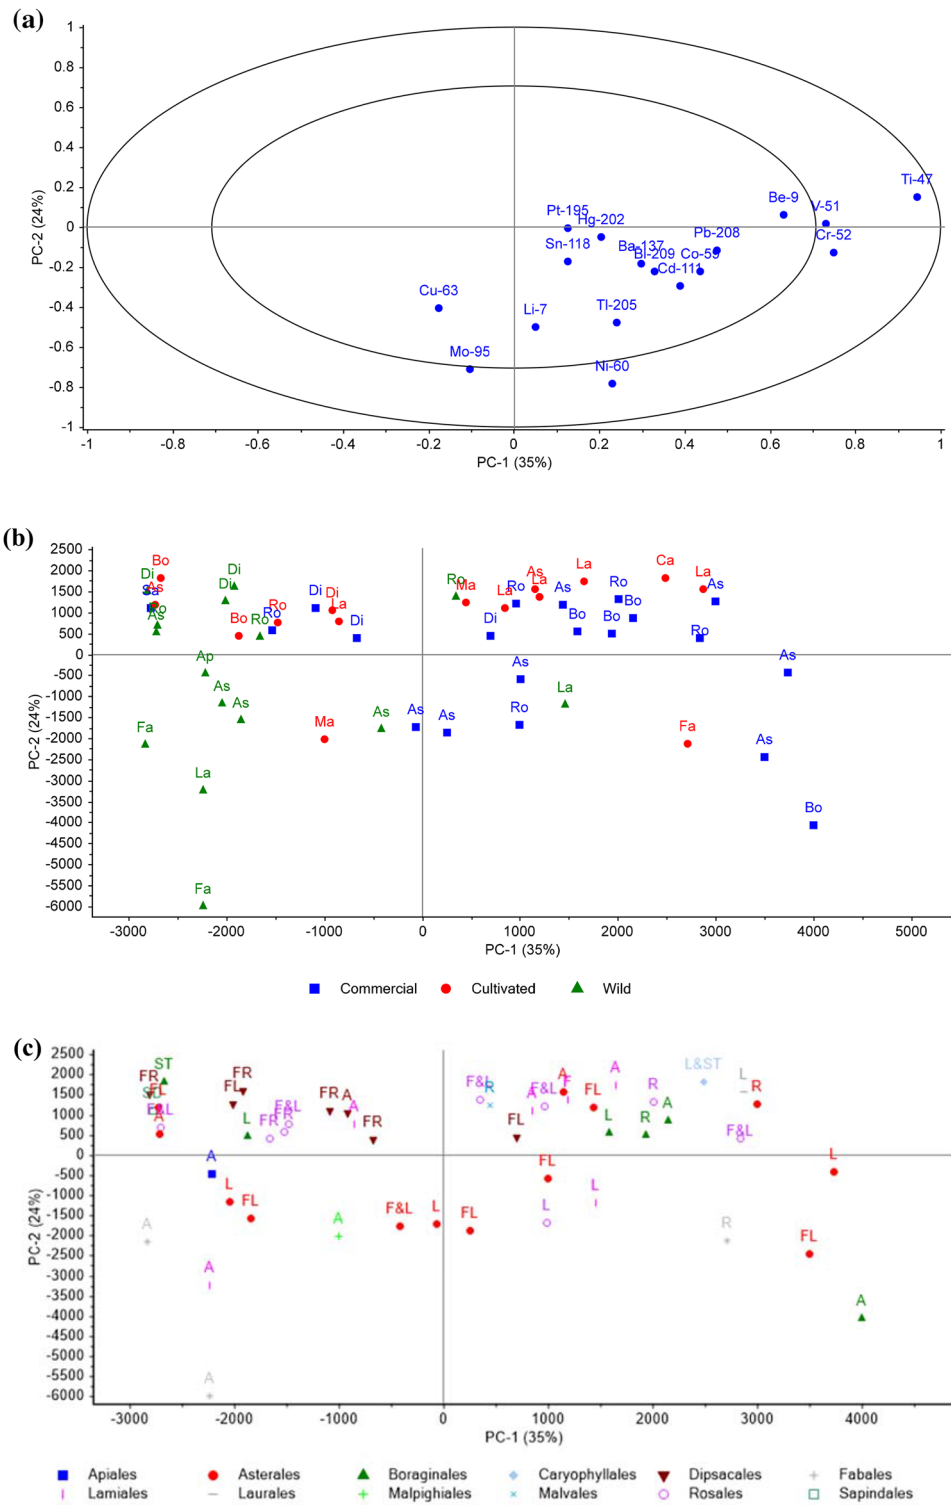 (a)
1
0.8
0.6
0.4
0.2
0
-0.2
-0.4
-0.6
-0.8
-1
PC-2 (24%)
Ti-47
Be-9
V-51
Pt-195
Hg-202
Pb-208
Cr-52
Sn-118
Ba-137
Bi-209
Co-59
Cd-111
Cu-63
Li-7
Tl-205
Mo-95
Ni-60
-1 -0.8 -0.6 -0.4 -0.2 0 0.2 0.4 0.6 0.8 1
PC-1 (35%)
(b)
2500
2000
1500
1000
500
0
-500
-1000
-1500
-2000
-2500
-3000
-3500
-4000
-4500
-5000
-5500
-6000
PC-2 (24%)
Bo
Di Di Di
As
Ro
As
Bo Ro Ro Ro
Di Di La Di
Ro Ma La Ro As La As La
Di Bo Bo Ro Bo Ca La As Ro
Ap
As As
Fa
La
Fa
Ma As As As
As Ro La
Fa As As Bo
-3000 -2000 -1000 0 1000 2000 3000 4000 5000
PC-1 (35%)
Commercial Cultivated Wild
(c)
2500
2000
1500
1000
500
0
-500
-1000
-1500
-2000
-2500
-3000
-3500
-4000
-4500
-5000
-5500
-6000
PC-2 (24%)
ST
FR FL FR
FL
F&L
A
L FR F&L
FR A A FR
F&L R A F&L A FL A
FL L R R A L&ST L R F&L
A
L FL
A
A
A
A F&L L FL
FL L L
R L FL A
-3000 -2000 -1000 0 1000 2000 3000 4000
PC-1 (35%)
Apiales Asterales Boraginales Caryophyllales Dipsacales Fabales
Lamiales Laurales Malpighiales Malvales Rosales Sapindales